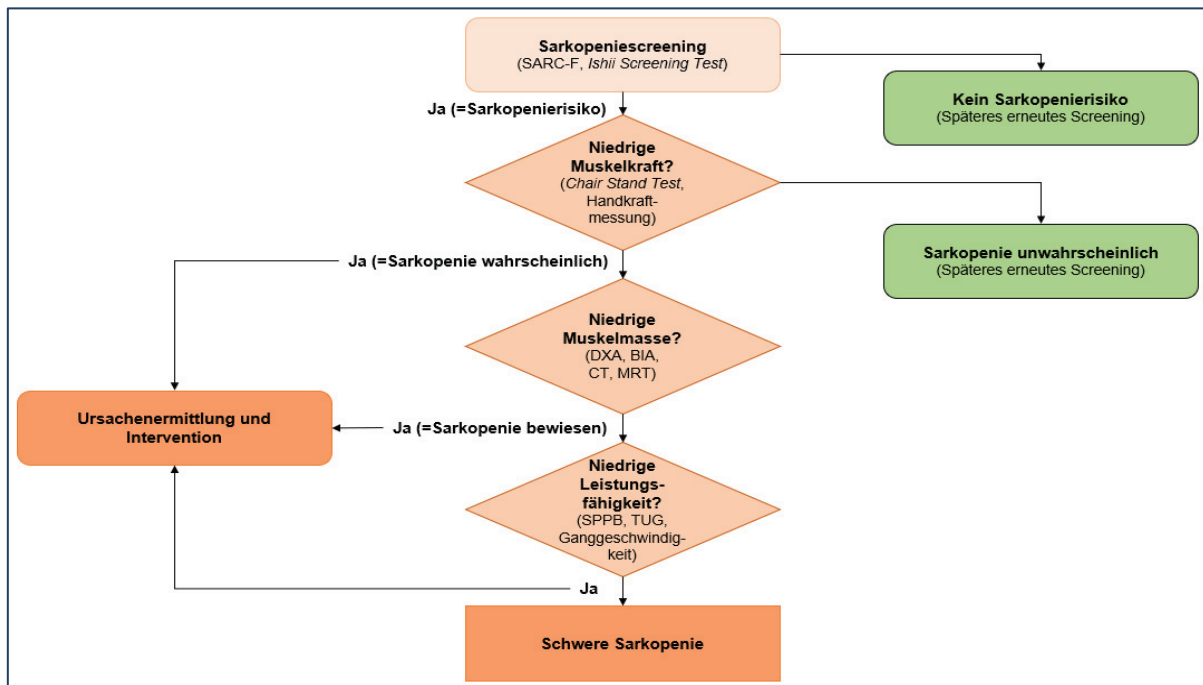 Sarkopeniescreening
(SARC-F, Ishii Screening Test)
Kein Sarkopenierisiko
(Späteres erneutes Screening)
Ja (=Sarkopenierisiko)
Niedrige
Muskelkraft?
(Chair Stand Test,
Handkraft-
messung)
Sarkopenie unwahrscheinlich
(Späteres erneutes Screening)
Ja (=Sarkopenie wahrscheinlich)
Niedrige
Muskelmasse?
(DXA, BIA,
CT, MRT)
Ursachenermittlung und
Intervention
Ja (=Sarkopenie bewiesen)
Niedrige
Leistungs-
fähigkeit?
(SPPB, TUG,
Ganggeschwindig-
keit)
Ja
Schwere Sarkopenie